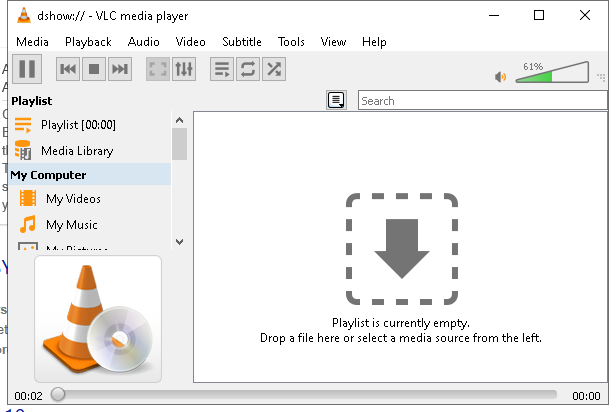 dshow:// - VLC media player
Media Playback Audio Video Subtitle Tools View Help
61%
Playlist
Search
Playlist [00:00]
Media Library
My Computer
My Videos
My Music
My Pictures
Playlist is currently empty.
Drop a file here or select a media source from the left.
00:02
00:00